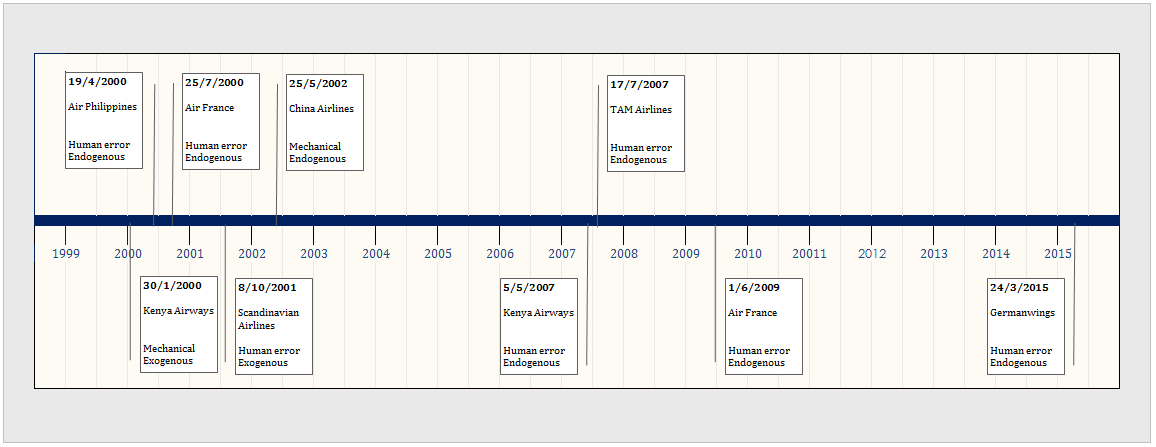 19/4/2000
Air Philippines
Human error
Endogenous
25/7/2000
Air France
Human error
Endogenous
25/5/2002
China Airlines
Mechanical
Endogenous
17/7/2007
TAM Airlines
Human error
Endogenous
1999 2000 2001 2002 2003 2004 2005 2006 2007 2008 2009 2010 20011 2012 2013 2014 2015
30/1/2000
Kenya Airways
Mechanical
Exogenous
8/10/2001
Scandinavian
Airlines
Human error
Exogenous
5/5/2007
Kenya Airways
Human error
Endogenous
1/6/2009
Air France
Human error
Endogenous
24/3/2015
Germanwings
Human error
Endogenous